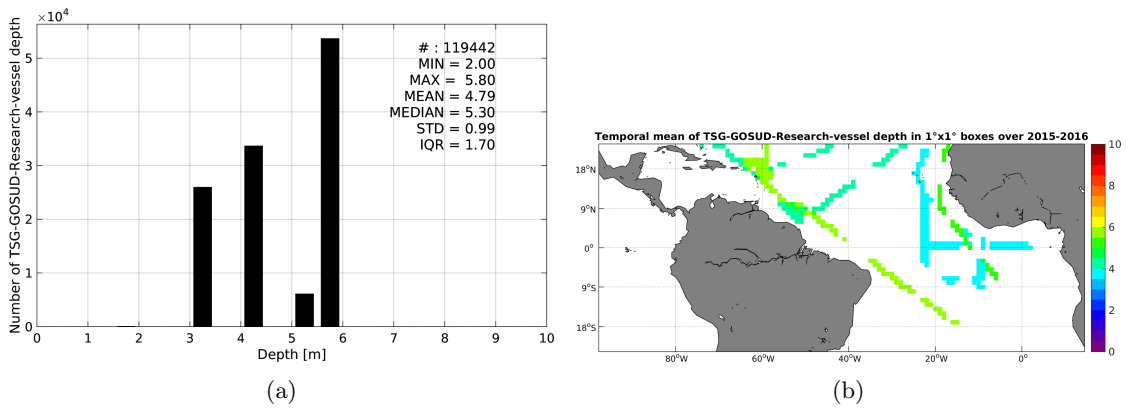 ×10⁴
Number of TSG-GOSUD-Research-vessel depth
5
4
3
2
1
0
# : 119442
MIN = 2.00
MAX = 5.80
MEAN = 4.79
MEDIAN = 5.30
STD = 0.99
IQR = 1.70
0 1 2 3 4 5 6 7 8 9 10
Depth [m]
(a)
Temporal mean of TSG-GOSUD-Research-vessel depth in 1°x1° boxes over 2015-2016
18°N
9°N
0°
9°S
18°S
80°W 60°W 40°W 20°W 0°
10
8
6
4
2
0
(b)